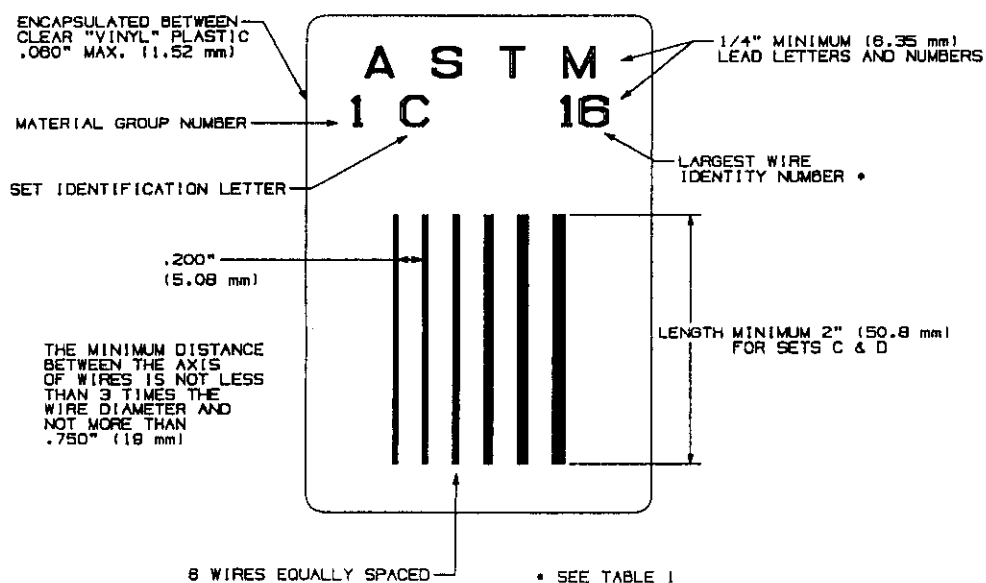 ENCAPSULATED BETWEEN
CLEAR "VINYL" PLASTIC
.060" MAX. (1.52 mm)
A S T M
1/4" MINIMUM (6.35 mm)
LEAD LETTERS AND NUMBERS
1 C 16
MATERIAL GROUP NUMBER
LARGEST WIRE
IDENTITY NUMBER *
SET IDENTIFICATION LETTER
.200"
(5.08 mm)
LENGTH MINIMUM 2" (50.8 mm)
FOR SETS C & D
THE MINIMUM DISTANCE
BETWEEN THE AXIS
OF WIRES IS NOT LESS
THAN 3 TIMES THE
WIRE DIAMETER AND
NOT MORE THAN
.750" (19 mm)
6 WIRES EQUALLY SPACED
* SEE TABLE 1